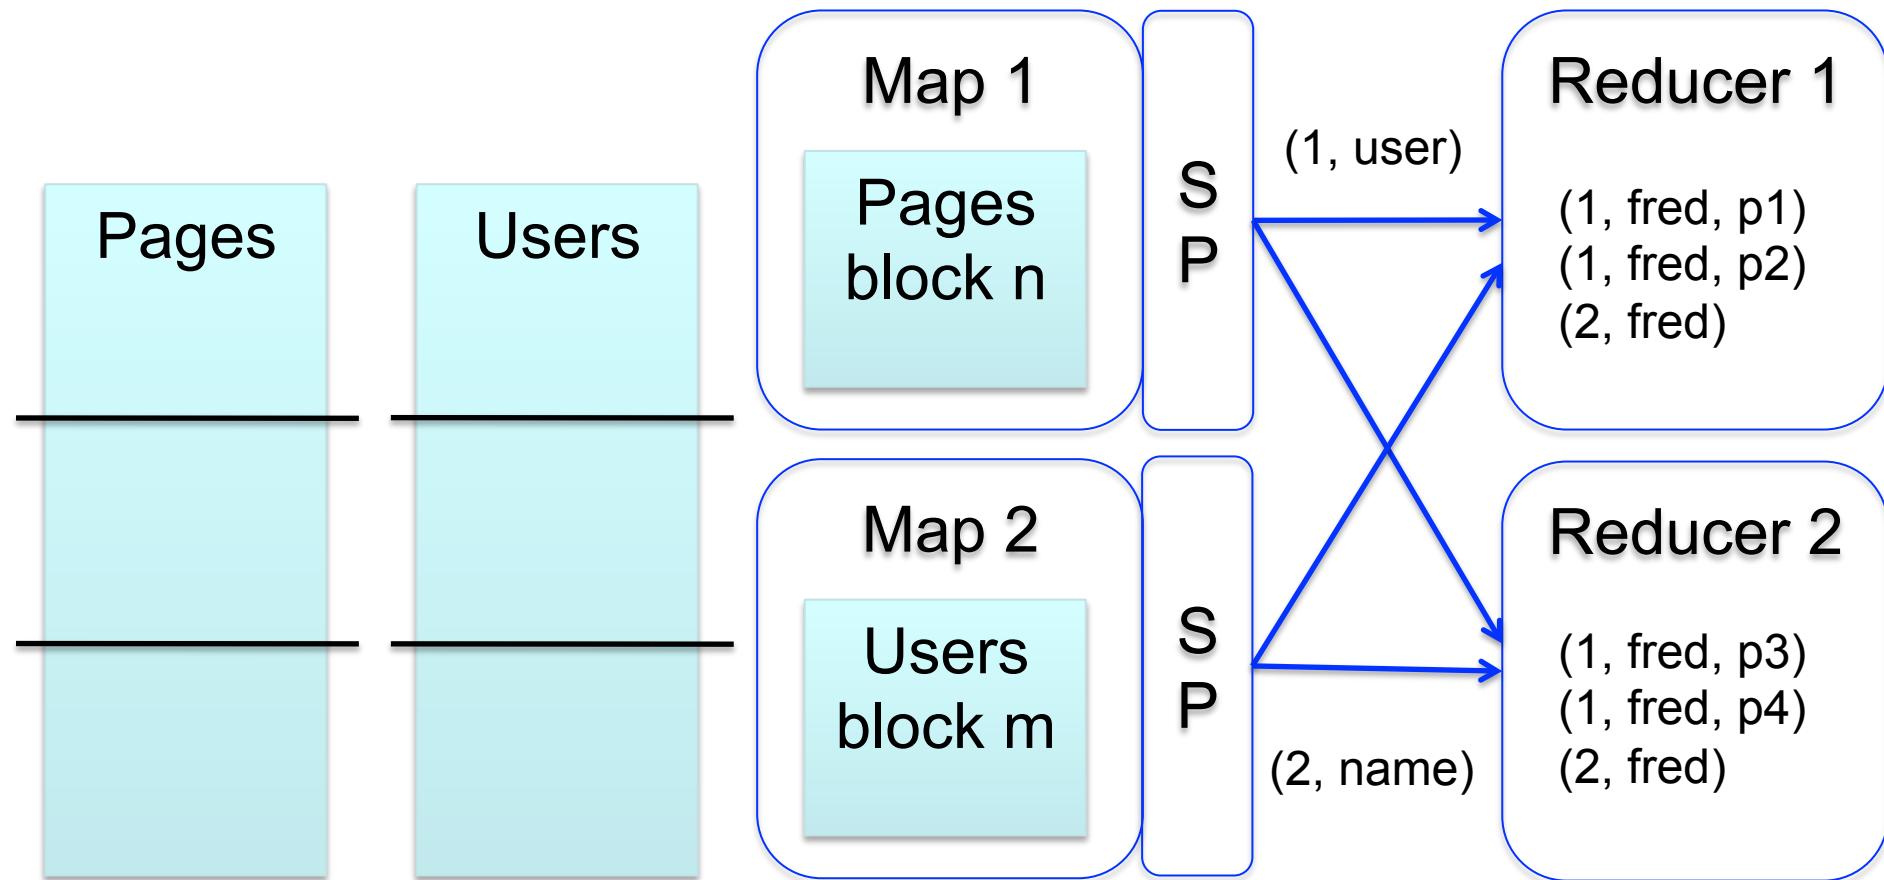 Pages
Users
Map 1
Pages
block n
S
P
(1, user)
Reducer 1
(1, fred, p1)
(1, fred, p2)
(2, fred)
Map 2
Users
block m
S
P
(2, name)
Reducer 2
(1, fred, p3)
(1, fred, p4)
(2, fred)